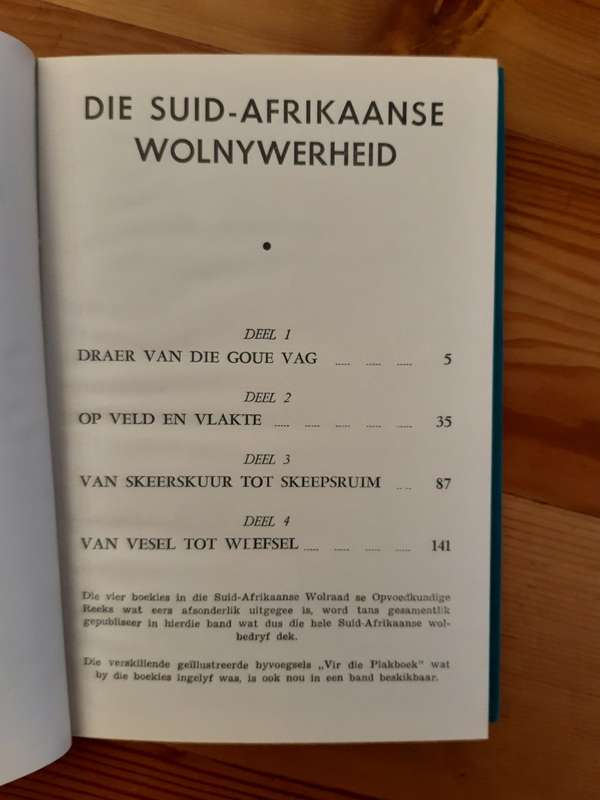 DIE SUID-AFRIKAANSE
WOLNYWERHEID
•
DEEL 1
DRAER VAN DIE GOUE VAG ..... ..... ..... 5
DEEL 2
OP VELD EN VLAKTE ..... ..... ..... ..... ..... 35
DEEL 3
VAN SKEERSKUUR TOT SKEEPSRUIM ..... 87
DEEL 4
VAN VESEL TOT WEEFSEL ..... ..... ..... ..... 141
Die vier boekies in die Suid-Afrikaanse Wolraad se Opvoedkundige
Reeks wat eers afsonderlik uitgegee is, word tans gesamentlik
gepubliseer in hierdie band wat dus die hele Suid-Afrikaanse wol-
bedryf dek.
Die verskillende geïllustreerde byvoegsels „Vir die Plakboek” wat
by die boekies ingelyf was, is ook nou in een band beskikbaar.